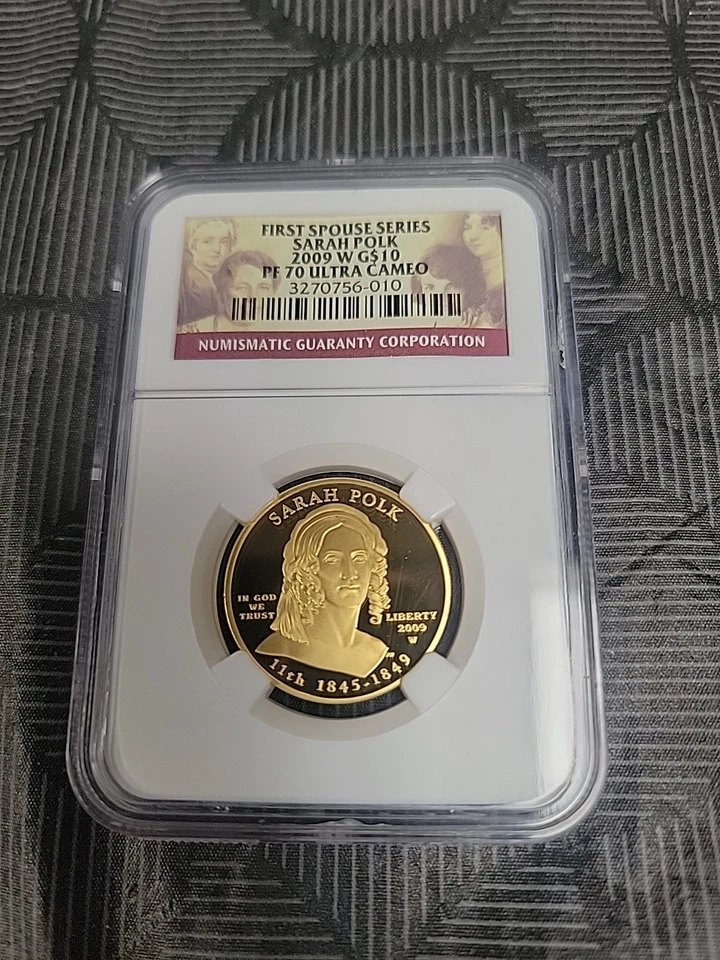 FIRST SPOUSE SERIES
SARAH POLK
2009 W G$10
PF 70 ULTRA CAMEO
3270756-010
NUMISMATIC GUARANTY CORPORATION
SARAH POLK
IN GOD
WE
TRUST
LIBERTY
2009
W
11th 1845-1849